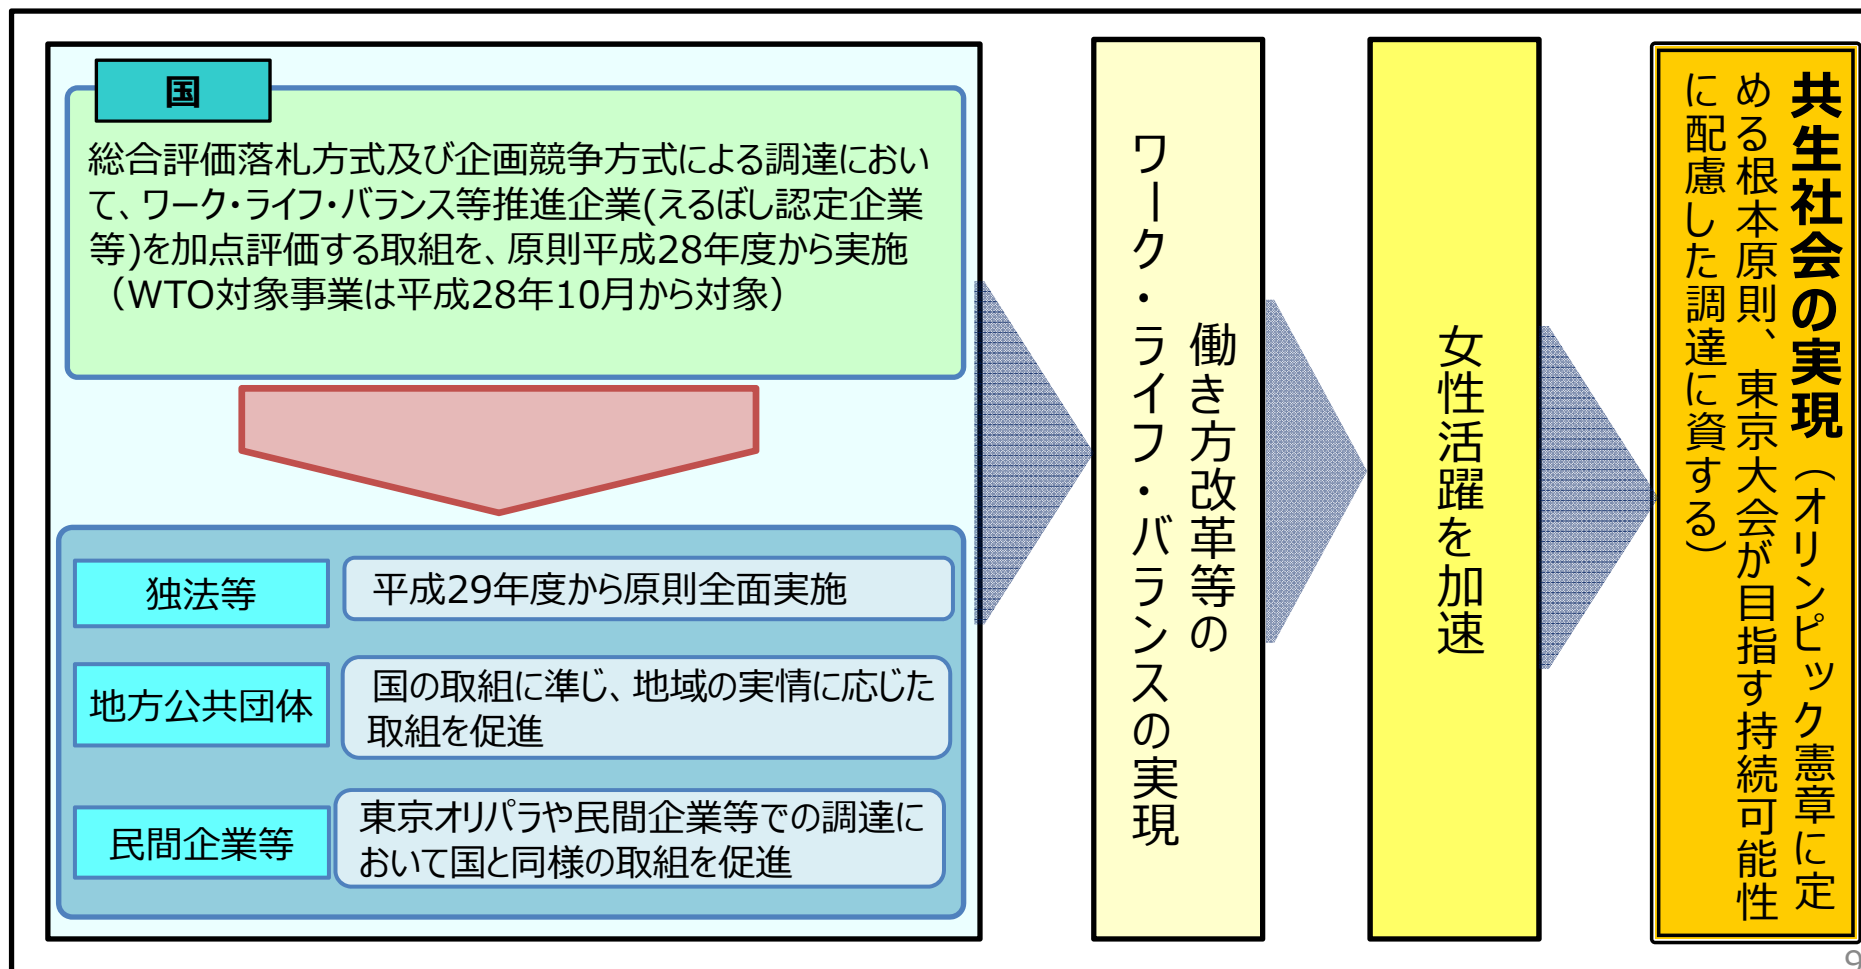 国
総合評価落札方式及び企画競争方式による調達におい
て、ワーク・ライフ・バランス等推進企業(えるぼし認定企業
等)を加点評価する取組を、原則平成28年度から実施
（WTO対象事業は平成28年10月から対象）
独法等
平成29年度から原則全面実施
地方公共団体
国の取組に準じ、地域の実情に応じた
取組を促進
民間企業等
東京オリパラや民間企業等での調達に
おいて国と同様の取組を促進
働き方改革等の
ワーク・ライフ・バランスの実現
女性活躍を加速
共生社会の実現（オリンピック憲章に定
める根本原則、東京大会が目指す持続可能性
に配慮した調達に資する）
9